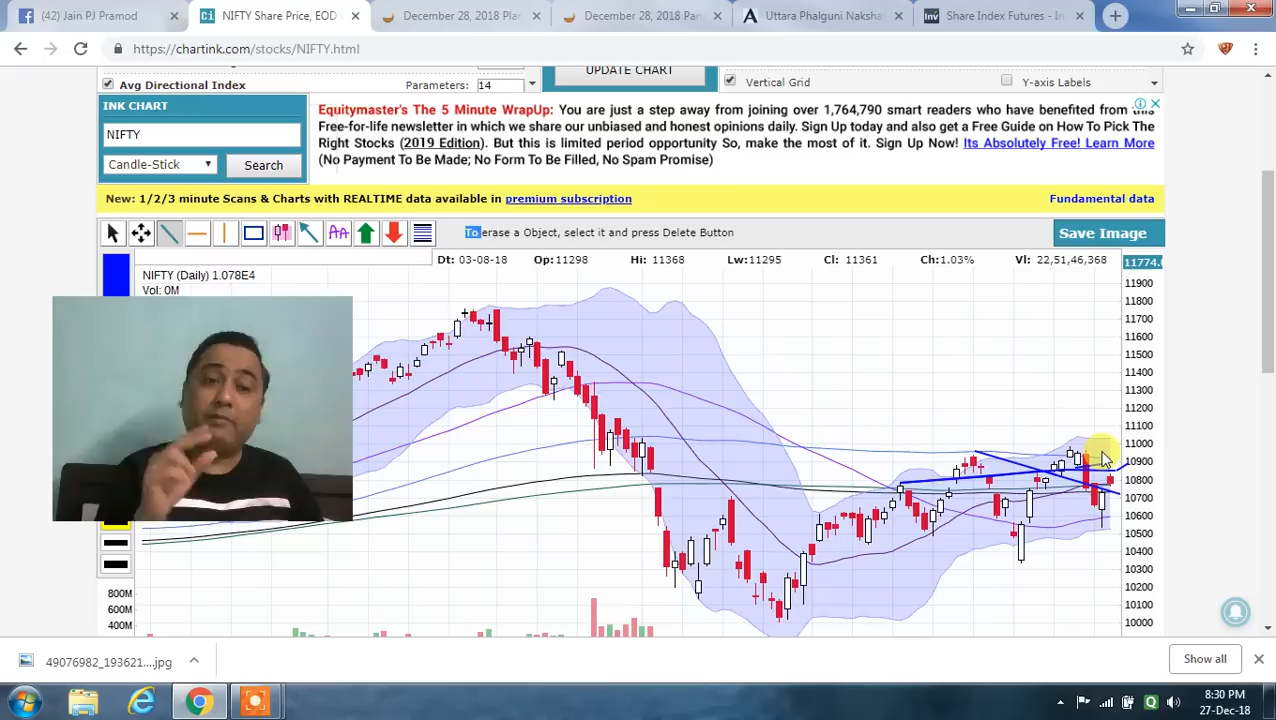 (42) Jain PJ Pramod
NIFTY Share Price, EOD
December 28, 2018 Pan
December 28, 2018 Pan
Uttara Phalguni Naksha
Share Index Futures - In
https://chartink.com/stocks/NIFTY.html
Avg Directional Index
Parameters:
14
UPDATE CHART
Vertical Grid
Y-axis Labels
INK CHART
NIFTY
Candle-Stick
Search
Equitymaster's The 5 Minute WrapUp: You are just a step away from joining over 1,764,790 smart readers who have benefited from this
Free-for-life newsletter in which we share our unbiased and honest opinions daily. Sign Up today and also get a Free Guide on How To Pick The
Right Stocks (2019 Edition). But this is limited period opportunity So, make the most of it. Sign Up Now! Its Absolutely Free! Learn More
(No Payment To Be Made; No Form To Be Filled, No Spam Promise)
New: 1/2/3 minute Scans & Charts with REALTIME data available in premium subscription
Fundamental data
To erase a Object, select it and press Delete Button
Save Image
Dt: 03-08-18
Op:11298
Hi: 11368
Lw:11295
Cl: 11361
Ch:1.03%
Vl: 22,51,46,368
11774.
NIFTY (Daily) 1.078E4
Vol: 0M
11900
11800
11700
11600
11500
11400
11300
11200
11100
11000
10900
10800
10700
10600
10500
10400
10300
10200
10100
10000
800M
600M
400M
49076982_193621....jpg
Show all
8:30 PM
27-Dec-18